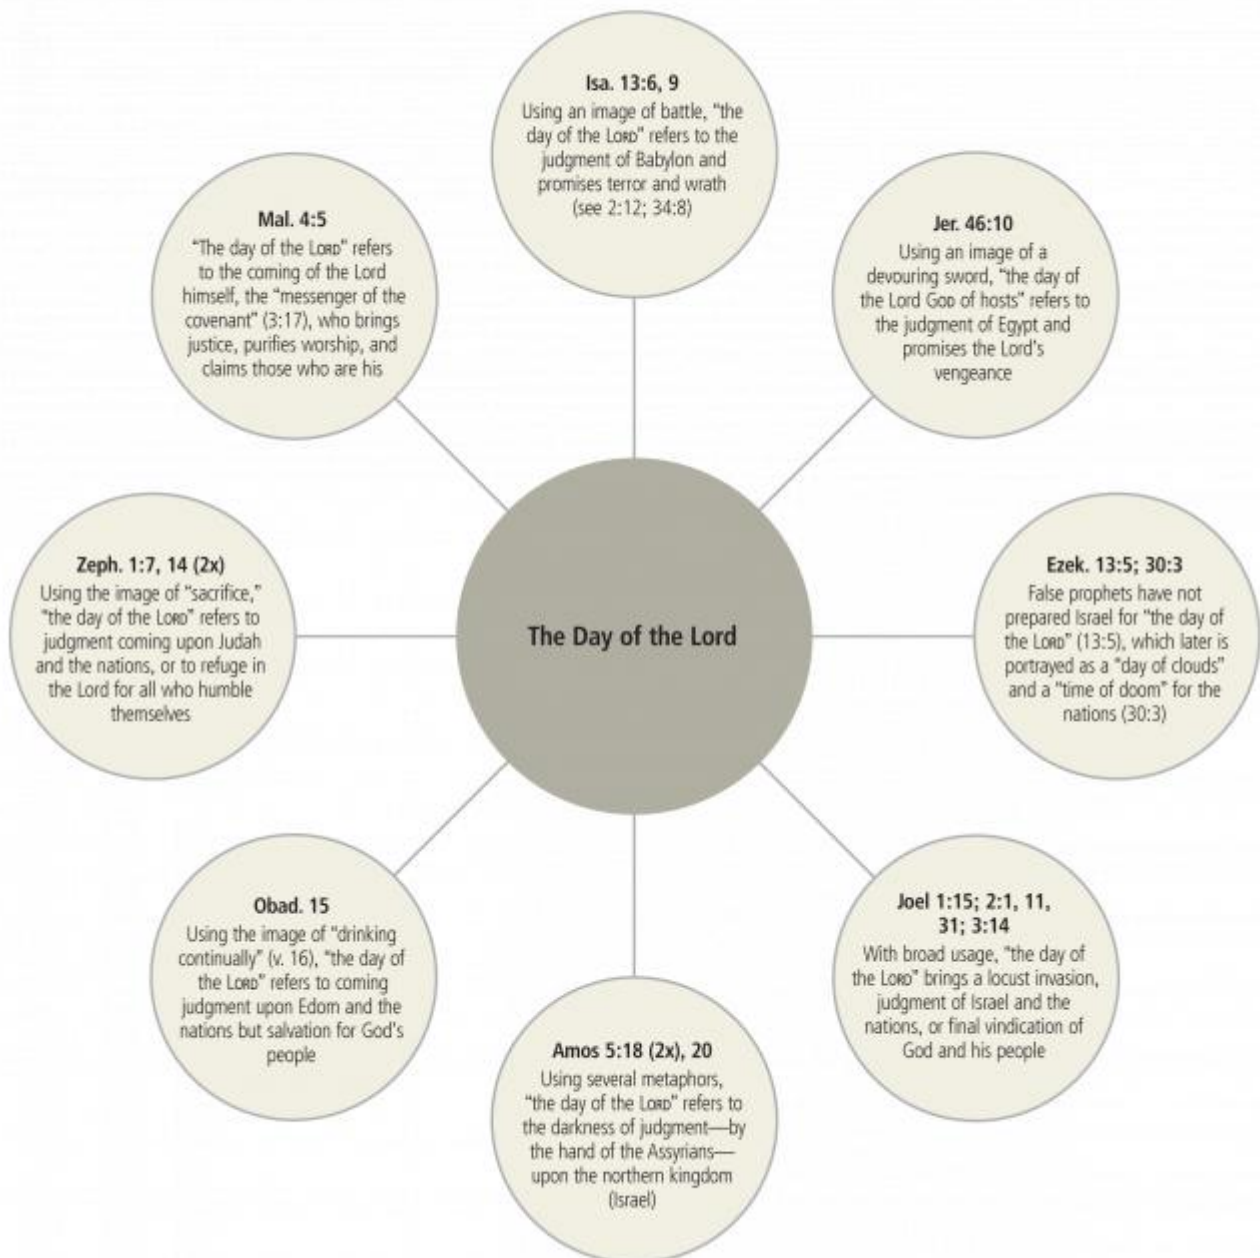 Isa. 13:6, 9
Using an image of battle, "the
day of the LORD" refers to the
judgment of Babylon and
promises terror and wrath
(see 2:12; 34:8)
Jer. 46:10
Using an image of a
devouring sword, "the day of
the Lord GOD of hosts" refers to
the judgment of Egypt and
promises the Lord's
vengeance
Ezek. 13:5; 30:3
False prophets have not
prepared Israel for "the day of
the LORD" (13:5), which later is
portrayed as a "day of clouds"
and a "time of doom" for the
nations (30:3)
Joel 1:15; 2:1, 11,
31; 3:14
With broad usage, "the day of
the LORD" brings a locust invasion,
judgment of Israel and the
nations, or final vindication of
God and his people
Amos 5:18 (2x), 20
Using several metaphors,
"the day of the LORD" refers to
the darkness of judgment—by
the hand of the Assyrians—
upon the northern kingdom
(Israel)
Obad. 15
Using the image of "drinking
continually" (v. 16), "the day of
the LORD" refers to coming
judgment upon Edom and the
nations but salvation for God's
people
Zeph. 1:7, 14 (2x)
Using the image of "sacrifice,"
"the day of the LORD" refers to
judgment coming upon Judah
and the nations, or to refuge in
the Lord for all who humble
themselves
Mal. 4:5
"The day of the LORD" refers
to the coming of the Lord
himself, the "messenger of the
covenant" (3:17), who brings
justice, purifies worship, and
claims those who are his
The Day of the Lord